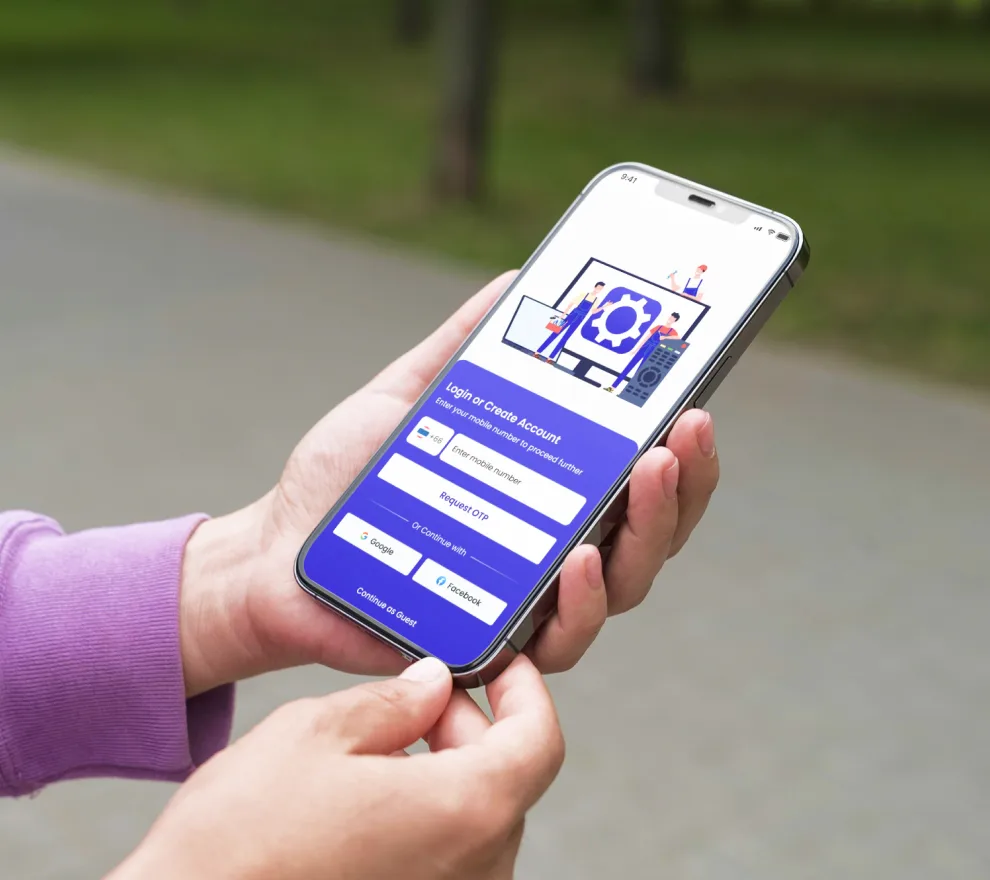 9:41
Login or Create Account
Enter your mobile number to proceed further
+66 Enter mobile number
Request OTP
Or Continue with
Google Facebook
Continue as Guest